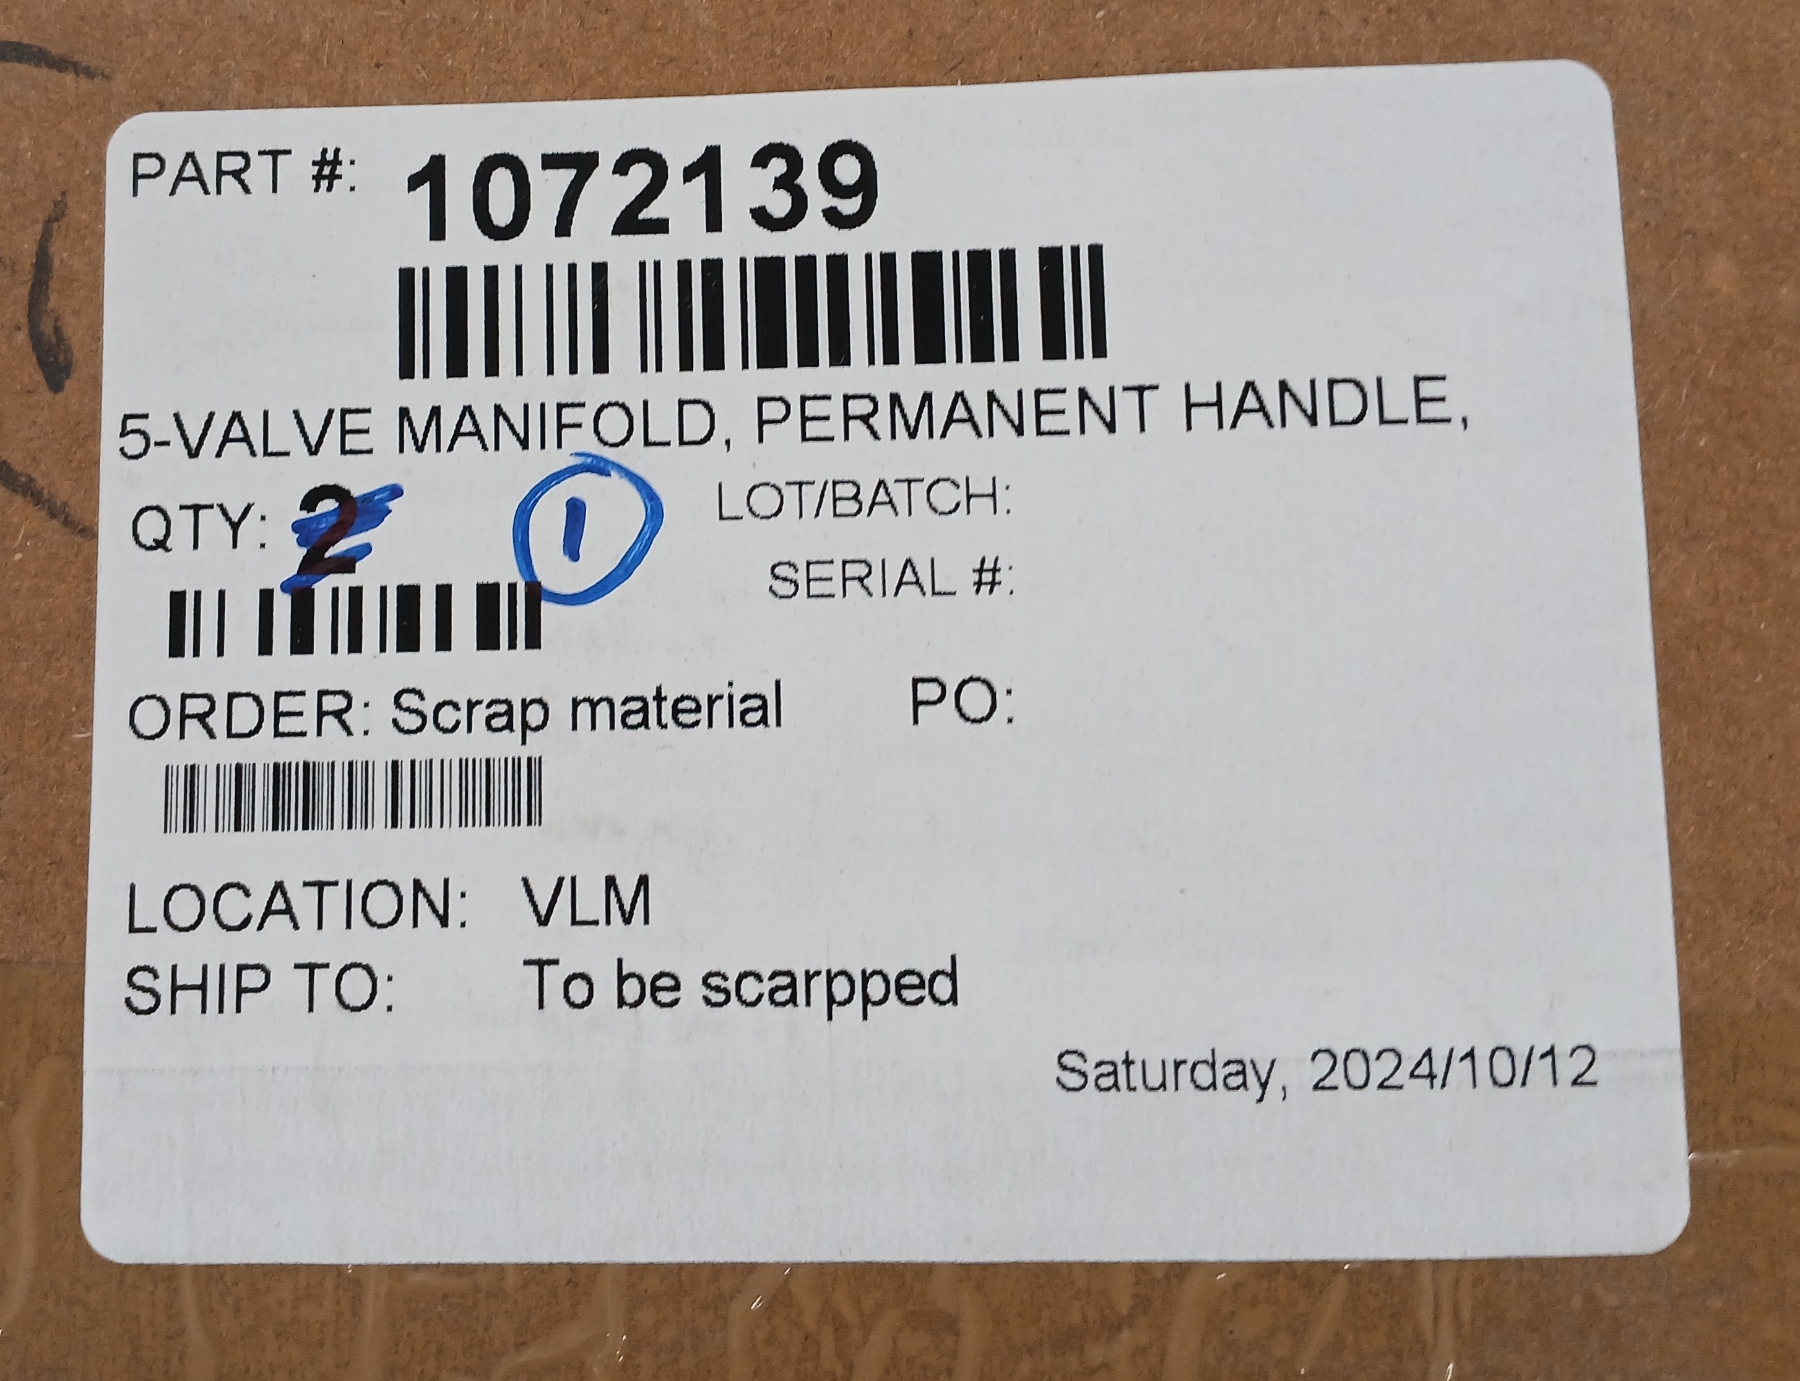 PART #: 1072139
5-VALVE MANIFOLD, PERMANENT HANDLE,
QTY: 2 1 LOT/BATCH:
SERIAL #:
ORDER: Scrap material PO:
LOCATION: VLM
SHIP TO: To be scarpped
Saturday, 2024/10/12